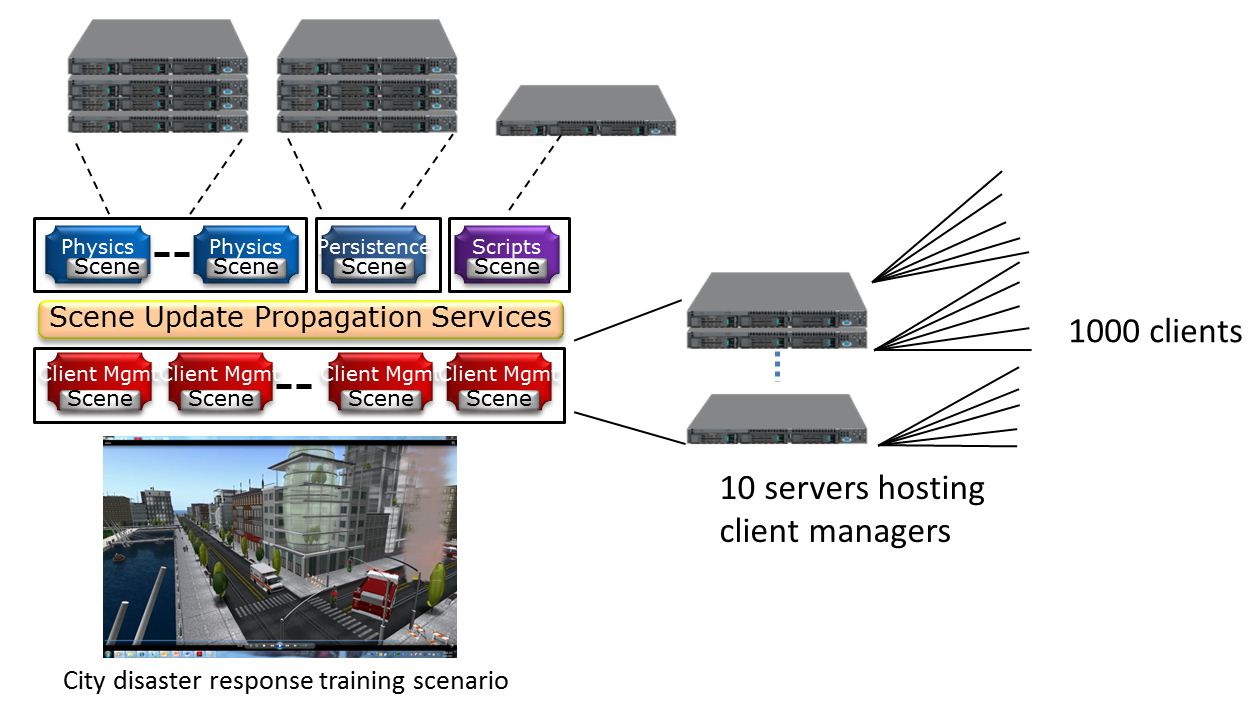 Physics
Scene
Physics
Scene
Persistence
Scene
Scripts
Scene
Scene Update Propagation Services
Client Mgmt
Scene
Client Mgmt
Scene
Client Mgmt
Scene
Client Mgmt
Scene
1000 clients
10 servers hosting
client managers
City disaster response training scenario